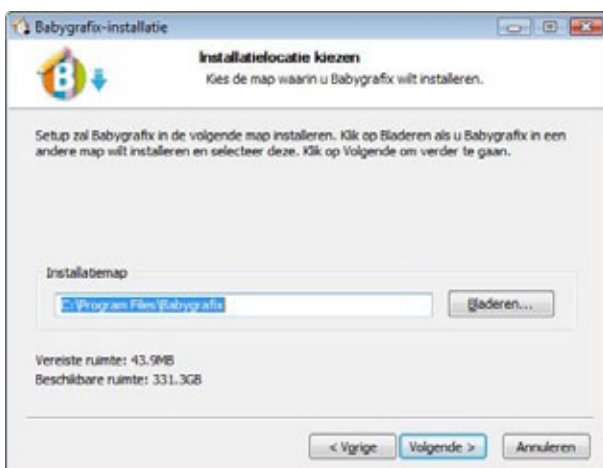 Babygrafix-installatie
Installatielocatie kiezen
Kies de map waarin u Babygrafix wilt installeren.
B
Setup zal Babygrafix in de volgende map installeren. Klik op Bladeren als u Babygrafix in een
andere map wilt installeren en selecteer deze. Klik op Volgende om verder te gaan.
Installatiemap
C:\Program Files\Babygrafix
Bladeren...
Vereiste ruimte: 43.9MB
Beschikbare ruimte: 331.3GB
< Vorige
Volgende >
Annuleren